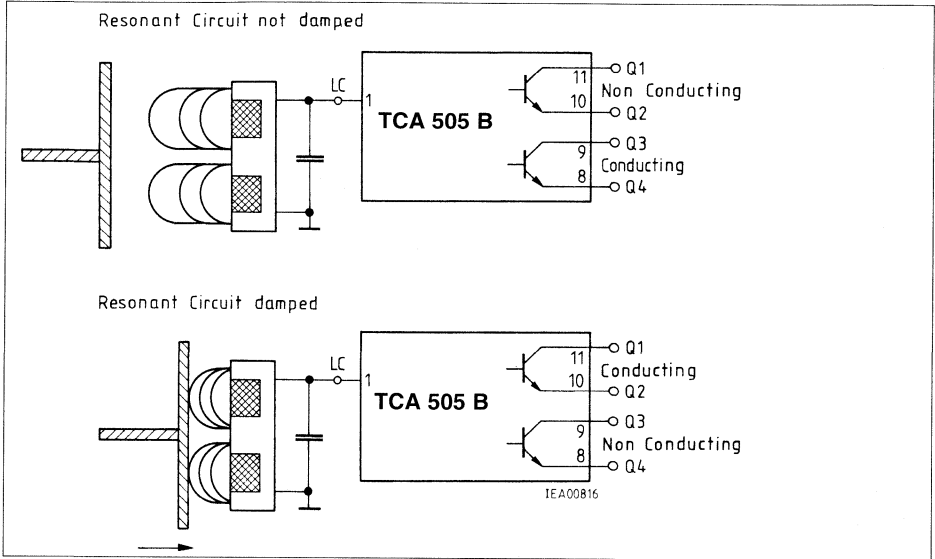 Resonant Circuit not damped
LC
1
TCA 505 B
11
Q1
Non Conducting
10
Q2
9
Q3
Conducting
8
Q4
Resonant Circuit damped
LC
1
TCA 505 B
11
Q1
Conducting
10
Q2
9
Q3
Non Conducting
8
Q4
IEA00816